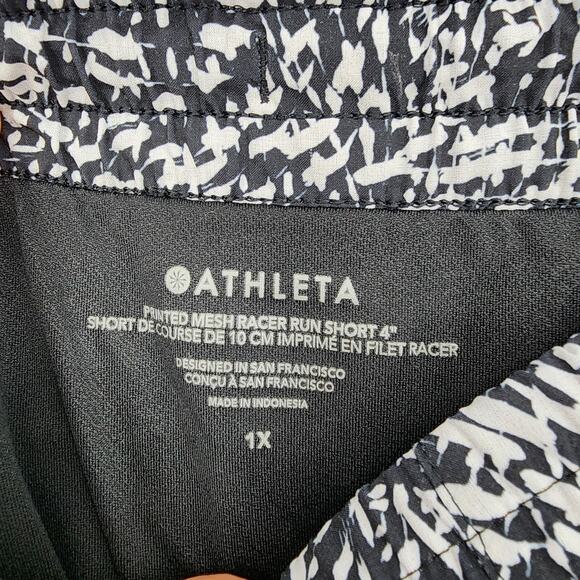 ATHLETA
PRINTED MESH RACER RUN SHORT 4"
SHORT DE COURSE DE 10 CM IMPRIMÉ EN FILET RACER
DESIGNED IN SAN FRANCISCO
CONÇU À SAN FRANCISCO
MADE IN INDONESIA
1X